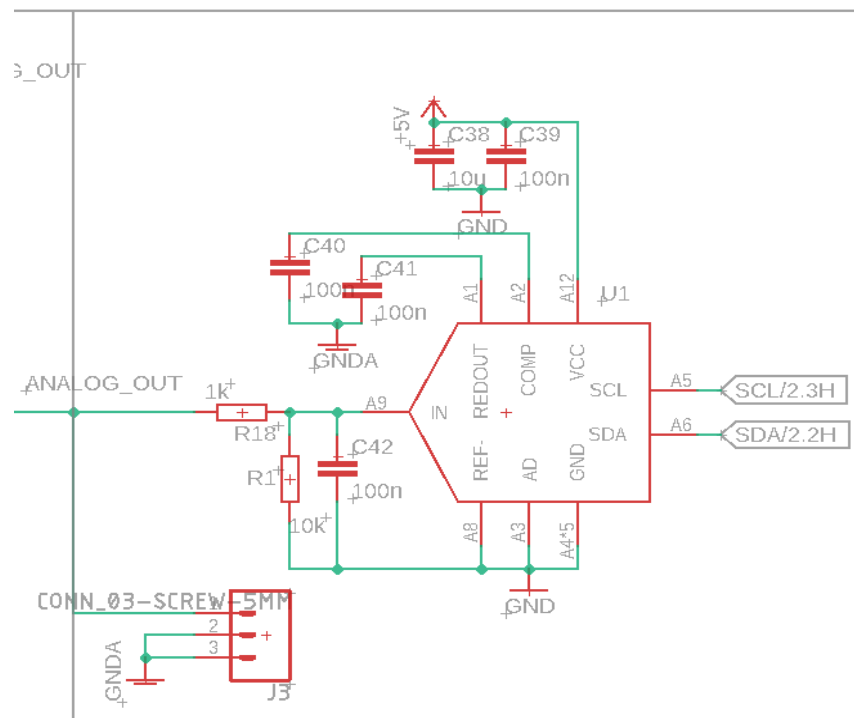 G_OUT
+5V
C38
10u
C39
100n
GND
C40
100n
C41
100n
GNDA
A1
A2
A12
U1
REDOUT
COMP
VCC
SCL
A5
SCL/2.3H
SDA
A6
SDA/2.2H
IN
A9
REF-
AD
GND
A8
A3
A4*5
GND
ANALOG_OUT
1k
R18
R1
10k
C42
100n
CONN_03-SCREW-5MM
1
2
3
GNDA
J3